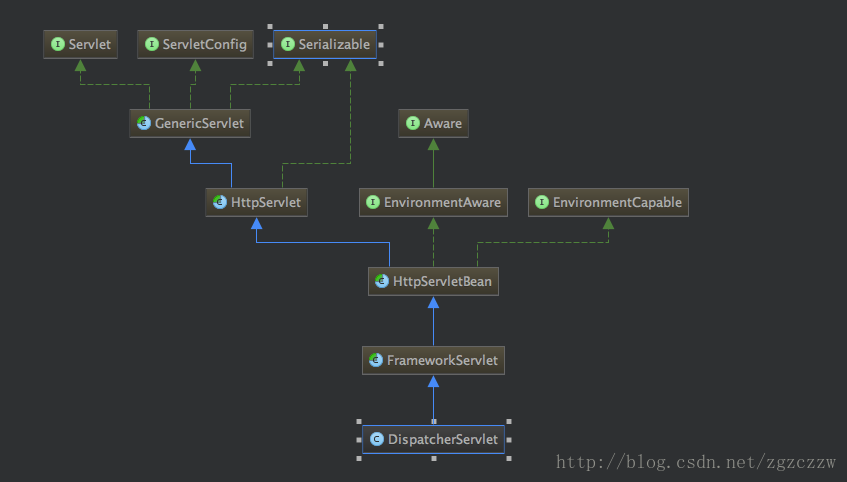 Servlet
ServletConfig
Serializable
GenericServlet
Aware
HttpServlet
EnvironmentAware
EnvironmentCapable
HttpServletBean
FrameworkServlet
DispatcherServlet
http://blog.csdn.net/zgzczzw